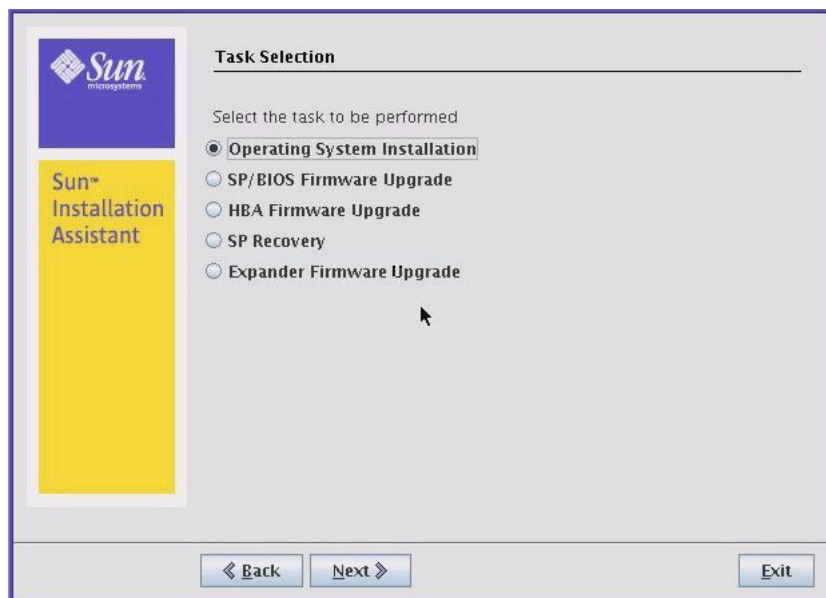 Sun
microsystems
Sun™
Installation
Assistant
Task Selection
Select the task to be performed
Operating System Installation
SP/BIOS Firmware Upgrade
HBA Firmware Upgrade
SP Recovery
Expander Firmware Upgrade
Back
Next
Exit